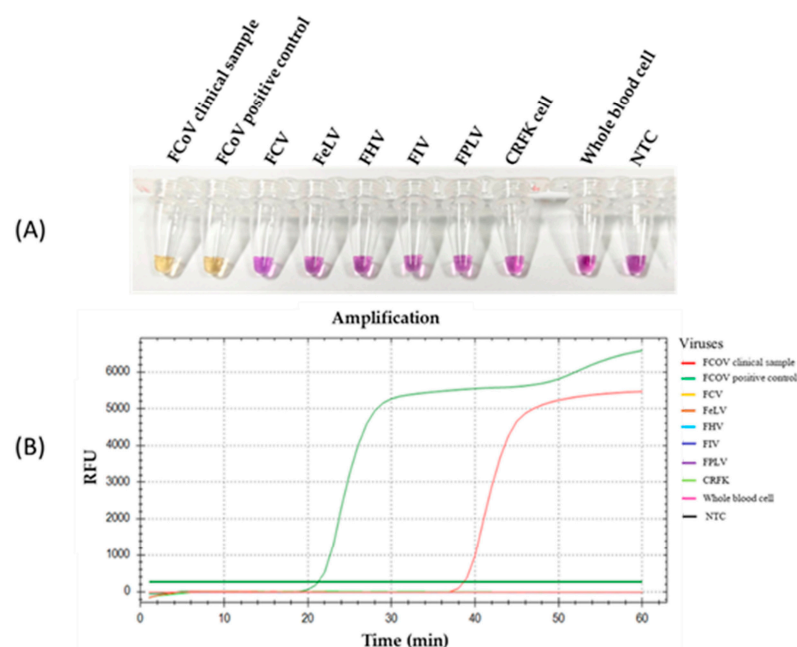 FCoV clinical sample
FCoV positive control
FCV
FeLV
FHV
FIV
FPLV
CRFK cell
Whole blood cell
NTC
(A)
Amplification
(B)
RFU
6000
5000
4000
3000
2000
1000
0
0
10
20
30
40
50
60
Time (min)
Viruses
FCOV clinical sample
FCOV positive control
FCV
FeLV
FHV
FIV
FPLV
CRFK
Whole blood cell
NTC